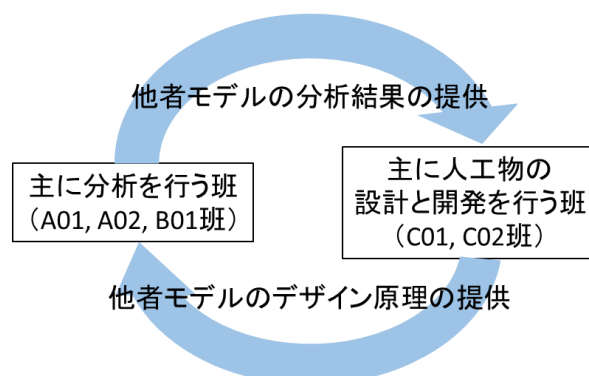 他者モデルの分析結果の提供
主に分析を行う班
（A01, A02, B01班）
主に人工物の
設計と開発を行う班
（C01, C02班）
他者モデルのデザイン原理の提供